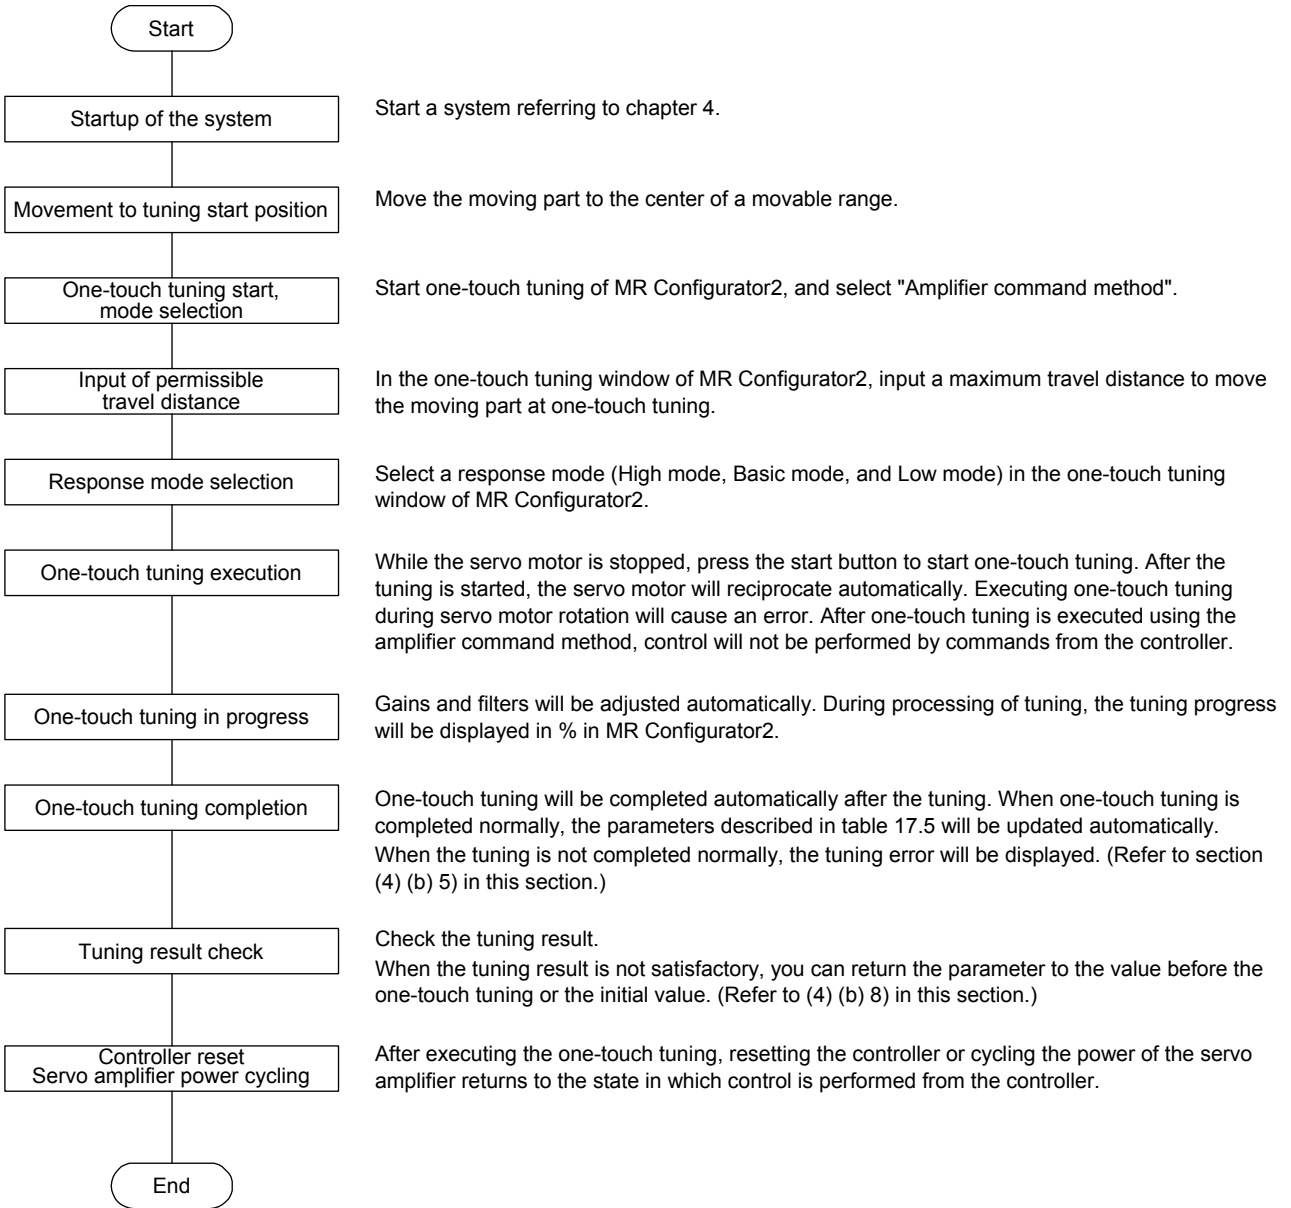 Start
Startup of the system
Start a system referring to chapter 4.
Movement to tuning start position
Move the moving part to the center of a movable range.
One-touch tuning start,
mode selection
Start one-touch tuning of MR Configurator2, and select "Amplifier command method".
Input of permissible
travel distance
In the one-touch tuning window of MR Configurator2, input a maximum travel distance to move
the moving part at one-touch tuning.
Response mode selection
Select a response mode (High mode, Basic mode, and Low mode) in the one-touch tuning
window of MR Configurator2.
One-touch tuning execution
While the servo motor is stopped, press the start button to start one-touch tuning. After the
tuning is started, the servo motor will reciprocate automatically. Executing one-touch tuning
during servo motor rotation will cause an error. After one-touch tuning is executed using the
amplifier command method, control will not be performed by commands from the controller.
One-touch tuning in progress
Gains and filters will be adjusted automatically. During processing of tuning, the tuning progress
will be displayed in % in MR Configurator2.
One-touch tuning completion
One-touch tuning will be completed automatically after the tuning. When one-touch tuning is
completed normally, the parameters described in table 17.5 will be updated automatically.
When the tuning is not completed normally, the tuning error will be displayed. (Refer to section
(4) (b) 5) in this section.)
Tuning result check
Check the tuning result.
When the tuning result is not satisfactory, you can return the parameter to the value before the
one-touch tuning or the initial value. (Refer to (4) (b) 8) in this section.)
Controller reset
Servo amplifier power cycling
After executing the one-touch tuning, resetting the controller or cycling the power of the servo
amplifier returns to the state in which control is performed from the controller.
End